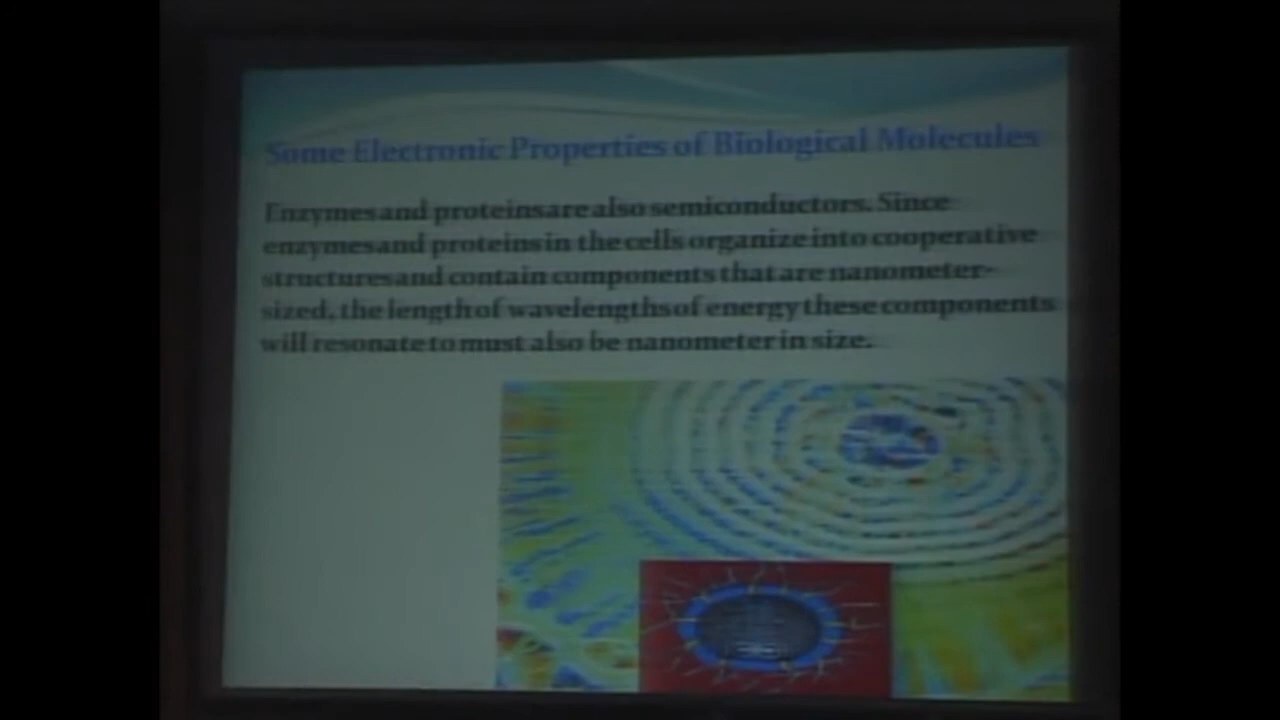 Some Electronic Properties of Biological Molecules
Enzymes and proteins are also semiconductors. Since
enzymes and proteins in the cells organize into cooperative
structures and contain components that are nanometer-
sized, the length of wavelengths of energy these components
will resonate to must also be nanometer in size.